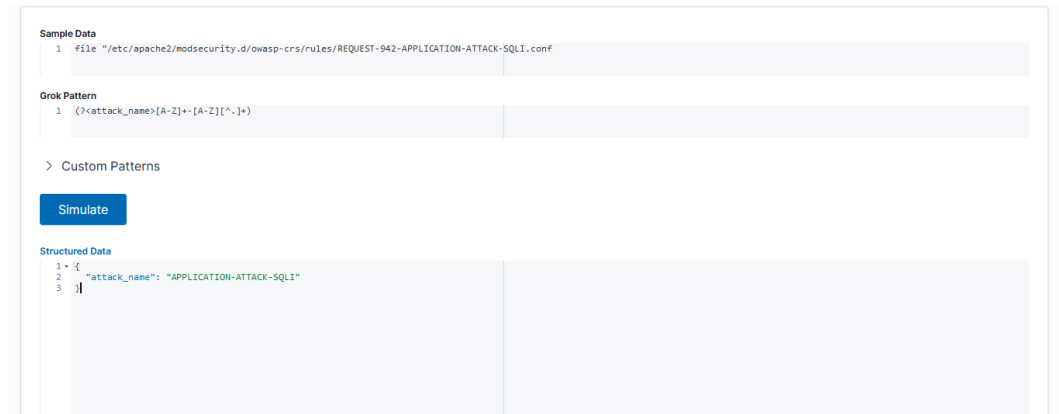 Sample Data
1 file "/etc/apache2/modsecurity.d/owasp-crs/rules/REQUEST-942-APPLICATION-ATTACK-SQLI.conf
Grok Pattern
1 (?<attack_name>[A-Z]+-[A-Z][^.]+)
> Custom Patterns
Simulate
Structured Data
1 {
2 "attack_name": "APPLICATION-ATTACK-SQLI"
3 }